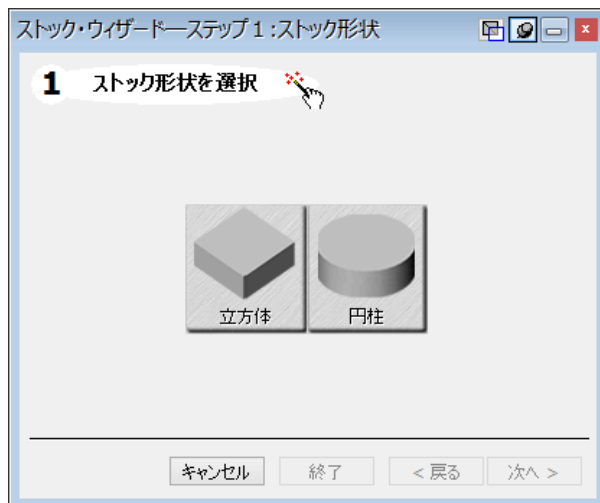 ストック・ウィザード―ステップ1:ストック形状
1 ストック形状を選択
立方体 円柱
キャンセル 終了 < 戻る 次へ >